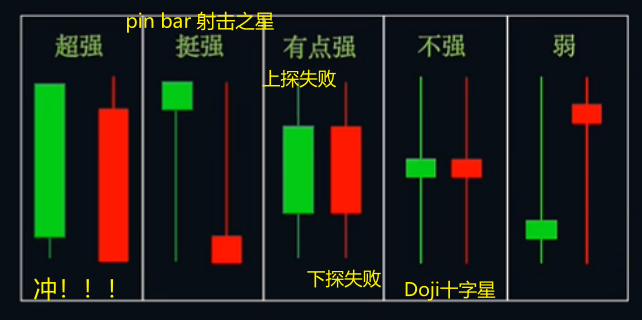 pin bar 射击之星
超强
挺强
有点强
不强
弱
上探失败
下探失败
冲！！！
Doji十字星